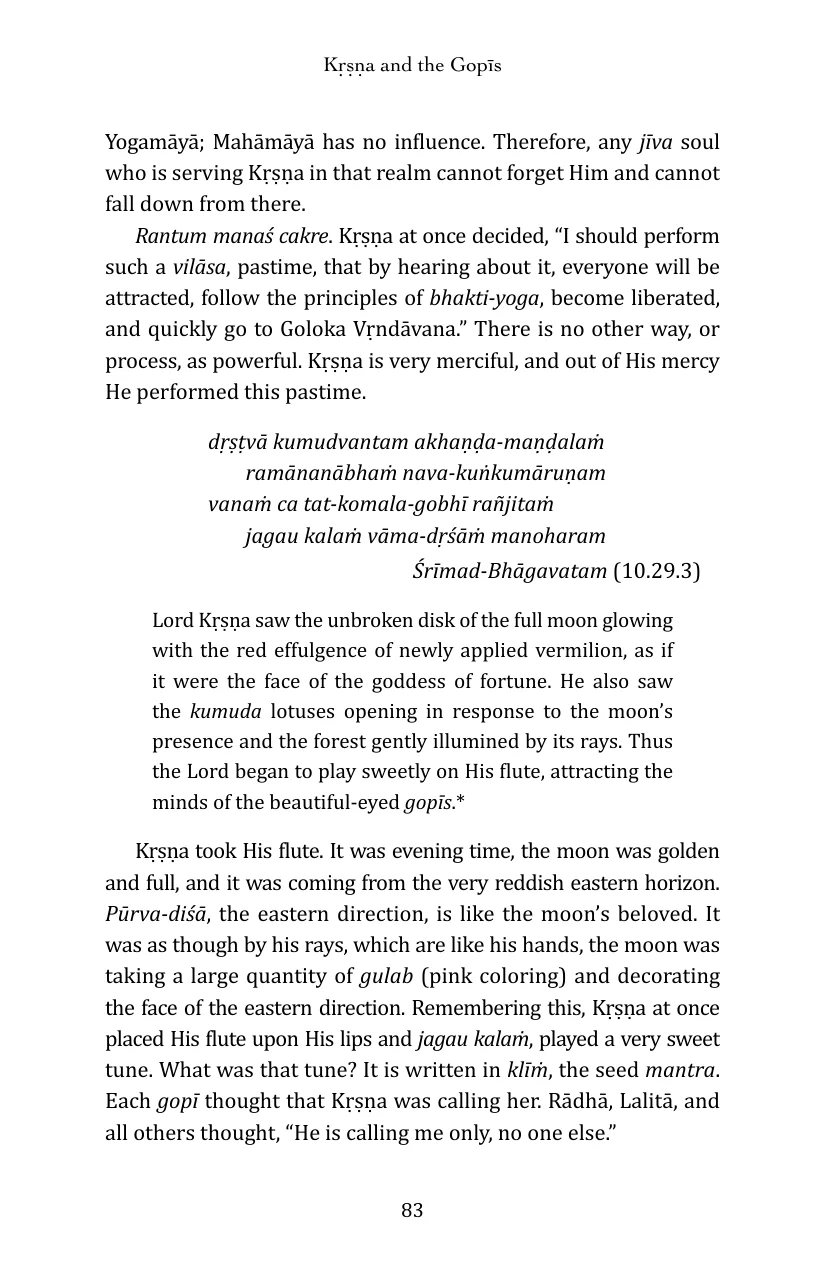 Kṛṣṇa and the Gopīs
Yogamāyā; Mahāmāyā has no influence. Therefore, any jīva soul
who is serving Kṛṣṇa in that realm cannot forget Him and cannot
fall down from there.
Rantum manaś cakre. Kṛṣṇa at once decided, “I should perform
such a vilāsa, pastime, that by hearing about it, everyone will be
attracted, follow the principles of bhakti-yoga, become liberated,
and quickly go to Goloka Vṛndāvana.” There is no other way, or
process, as powerful. Kṛṣṇa is very merciful, and out of His mercy
He performed this pastime.
dṛṣṭvā kumudvantam akhaṇḍa-maṇḍalaṁ
ramānanābhaṁ nava-kuṅkumāruṇam
vanaṁ ca tat-komala-gobhī rañjitaṁ
jagau kalaṁ vāma-dṛśāṁ manoharam
Śrīmad-Bhāgavatam (10.29.3)
Lord Kṛṣṇa saw the unbroken disk of the full moon glowing
with the red effulgence of newly applied vermilion, as if
it were the face of the goddess of fortune. He also saw
the kumuda lotuses opening in response to the moon’s
presence and the forest gently illumined by its rays. Thus
the Lord began to play sweetly on His flute, attracting the
minds of the beautiful-eyed gopīs.*
Kṛṣṇa took His flute. It was evening time, the moon was golden
and full, and it was coming from the very reddish eastern horizon.
Pūrva-diśā, the eastern direction, is like the moon’s beloved. It
was as though by his rays, which are like his hands, the moon was
taking a large quantity of gulab (pink coloring) and decorating
the face of the eastern direction. Remembering this, Kṛṣṇa at once
placed His flute upon His lips and jagau kalaṁ, played a very sweet
tune. What was that tune? It is written in klīṁ, the seed mantra.
Each gopī thought that Kṛṣṇa was calling her. Rādhā, Lalitā, and
all others thought, “He is calling me only, no one else.”
83